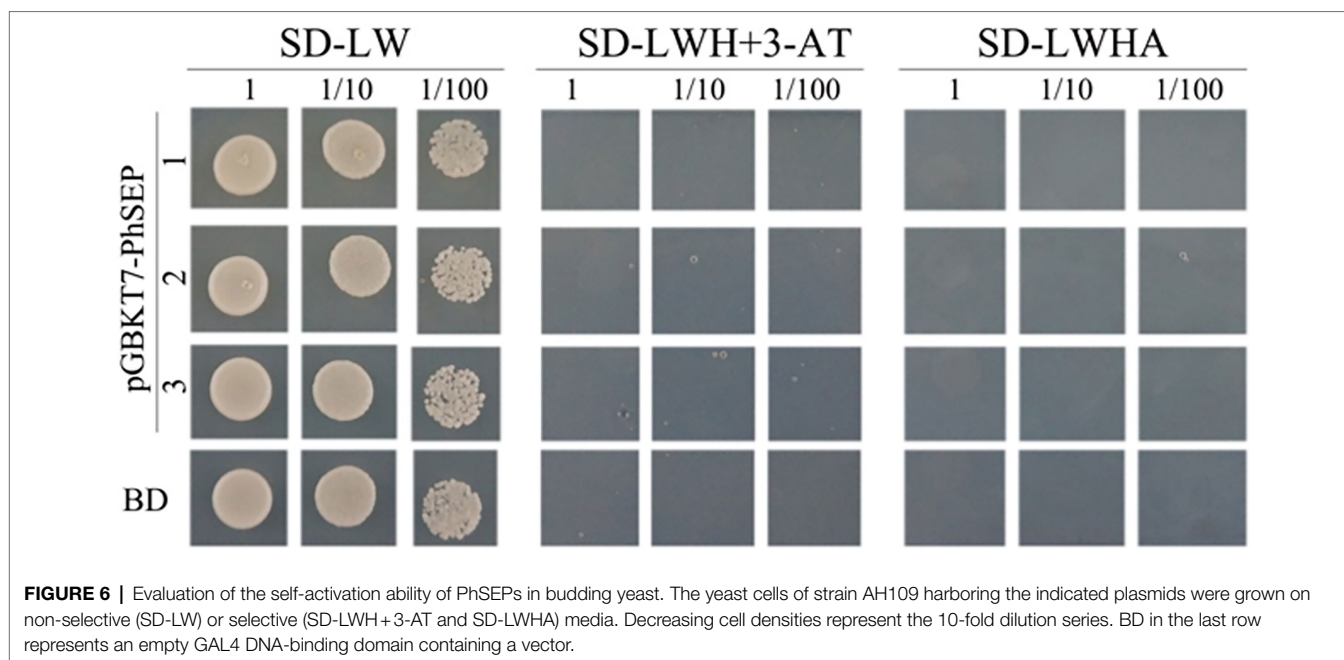 SD-LW SD-LWH+3-AT SD-LWHA
1 1/10 1/100 1 1/10 1/100 1 1/10 1/100
pGBKT7-PhSEP
1
2
3
BD
FIGURE 6 | Evaluation of the self-activation ability of PhSEPs in budding yeast. The yeast cells of strain AH109 harboring the indicated plasmids were grown on
non-selective (SD-LW) or selective (SD-LWH + 3-AT and SD-LWHA) media. Decreasing cell densities represent the 10-fold dilution series. BD in the last row
represents an empty GAL4 DNA-binding domain containing a vector.